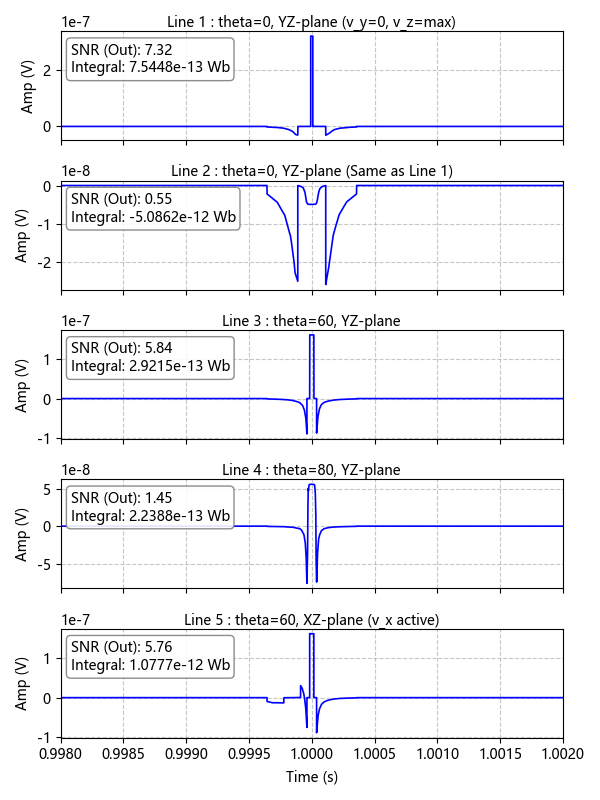 Line 1 : theta=0, YZ-plane (v_y=0, v_z=max)
1e-7
SNR (Out): 7.32
Integral: 7.5448e-13 Wb
2
0
Amp (V)
Line 2 : theta=0, YZ-plane (Same as Line 1)
1e-8
SNR (Out): 0.55
Integral: -5.0862e-12 Wb
0
-1
-2
Amp (V)
Line 3 : theta=60, YZ-plane
1e-7
SNR (Out): 5.84
Integral: 2.9215e-13 Wb
1
0
-1
Amp (V)
Line 4 : theta=80, YZ-plane
1e-8
SNR (Out): 1.45
Integral: 2.2388e-13 Wb
5
0
-5
Amp (V)
Line 5 : theta=60, XZ-plane (v_x active)
1e-7
SNR (Out): 5.76
Integral: 1.0777e-12 Wb
1
0
-1
Amp (V)
0.9980 0.9985 0.9990 0.9995 1.0000 1.0005 1.0010 1.0015 1.0020
Time (s)